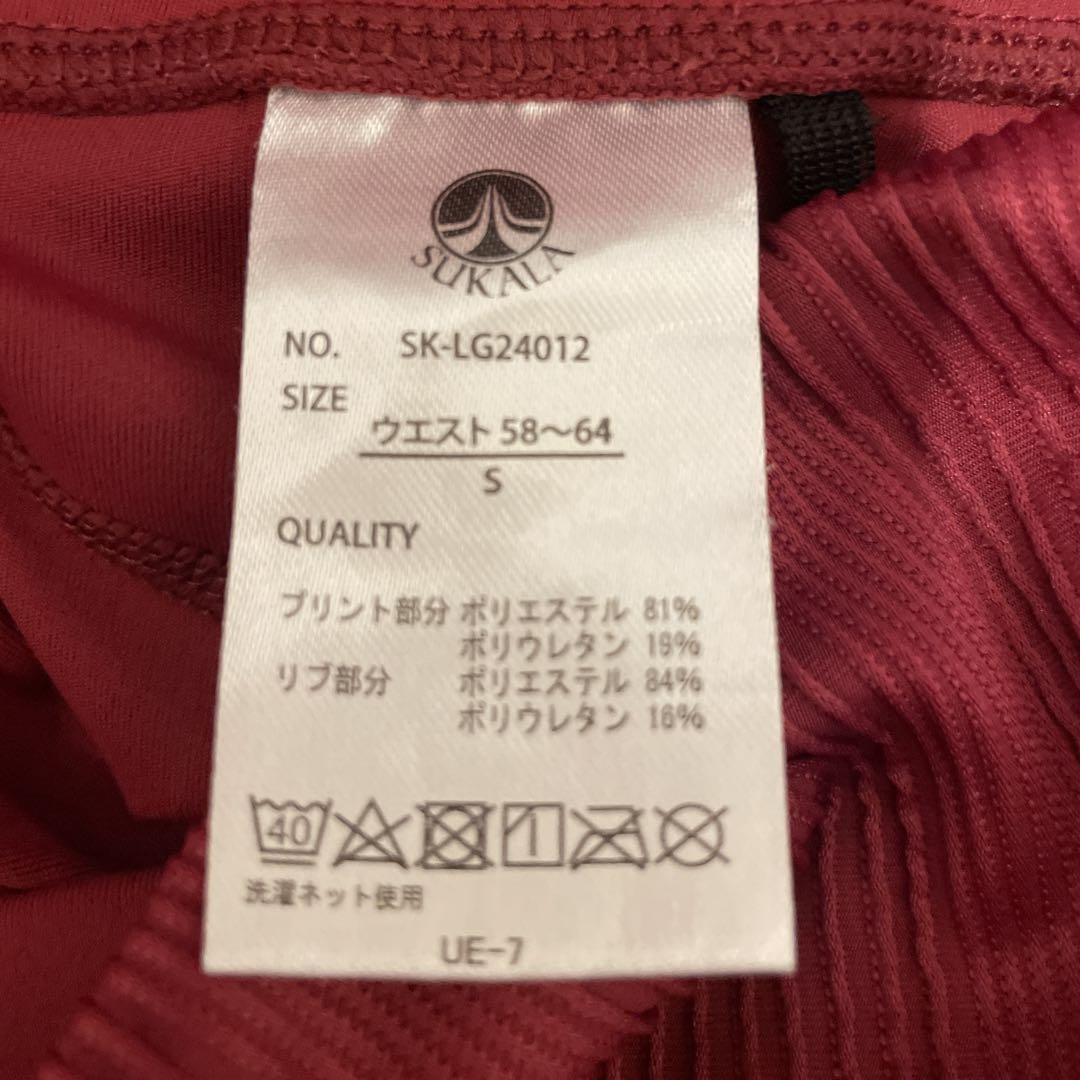 SUKALA
NO. SK-LG24012
SIZE
ウエスト 58〜64
S
QUALITY
プリント部分 ポリエステル 81%
ポリウレタン 19%
リブ部分 ポリエステル 84%
ポリウレタン 16%
40
洗濯ネット使用
UE-7